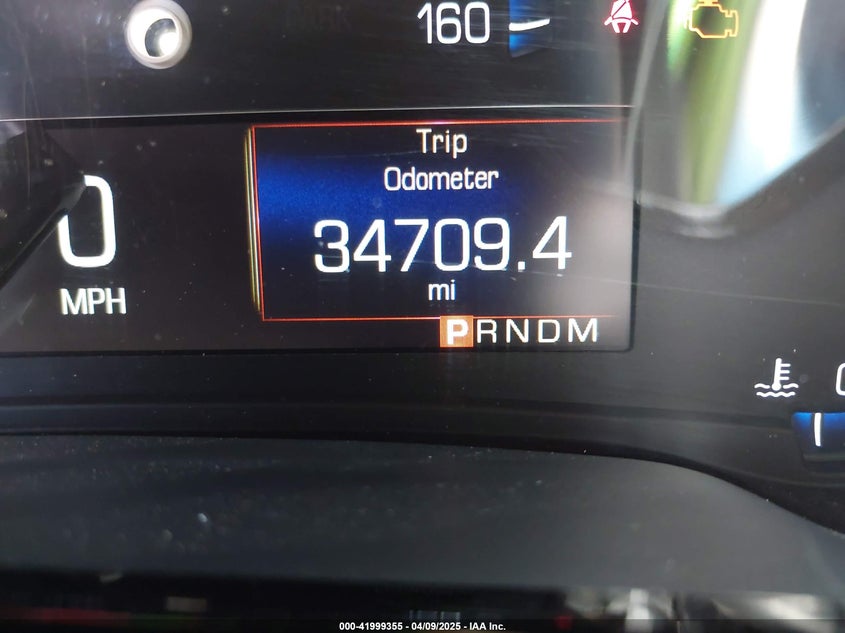 160
Trip
Odometer
34709.4
mi
0
MPH
PRNDM
000-41999355 - 04/09/2025 - IAA Inc.